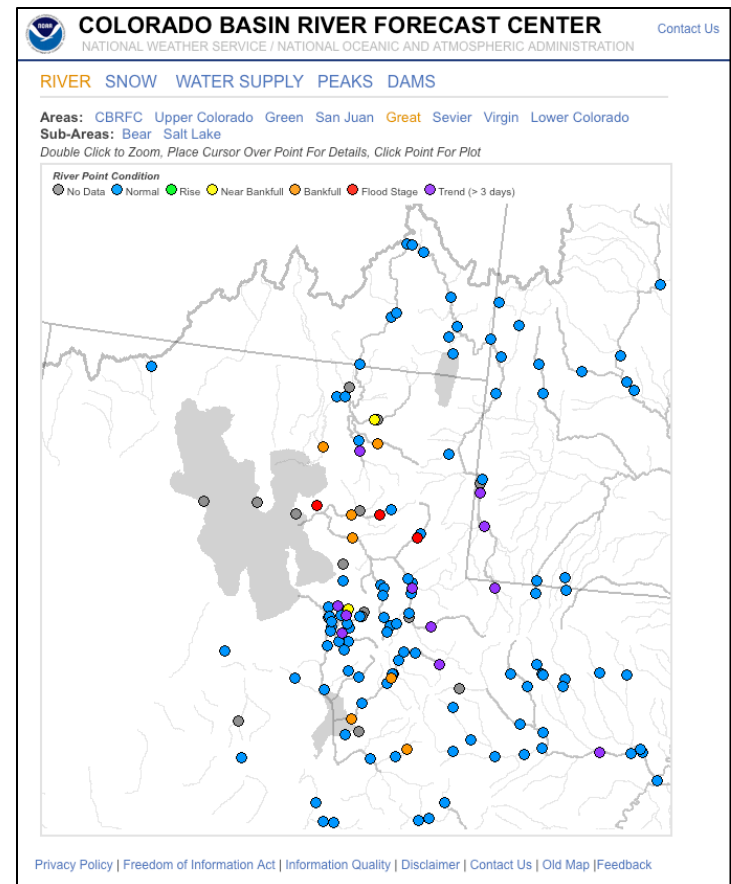 NOAA
COLORADO BASIN RIVER FORECAST CENTER
Contact Us
NATIONAL WEATHER SERVICE / NATIONAL OCEANIC AND ATMOSPHERIC ADMINISTRATION
RIVER SNOW WATER SUPPLY PEAKS DAMS
Areas: CBRFC Upper Colorado Green San Juan Great Sevier Virgin Lower Colorado
Sub-Areas: Bear Salt Lake
Double Click to Zoom, Place Cursor Over Point For Details, Click Point For Plot
River Point Condition
No Data Normal Rise Near Bankfull Bankfull Flood Stage Trend (> 3 days)
Privacy Policy | Freedom of Information Act | Information Quality | Disclaimer | Contact Us | Old Map |Feedback